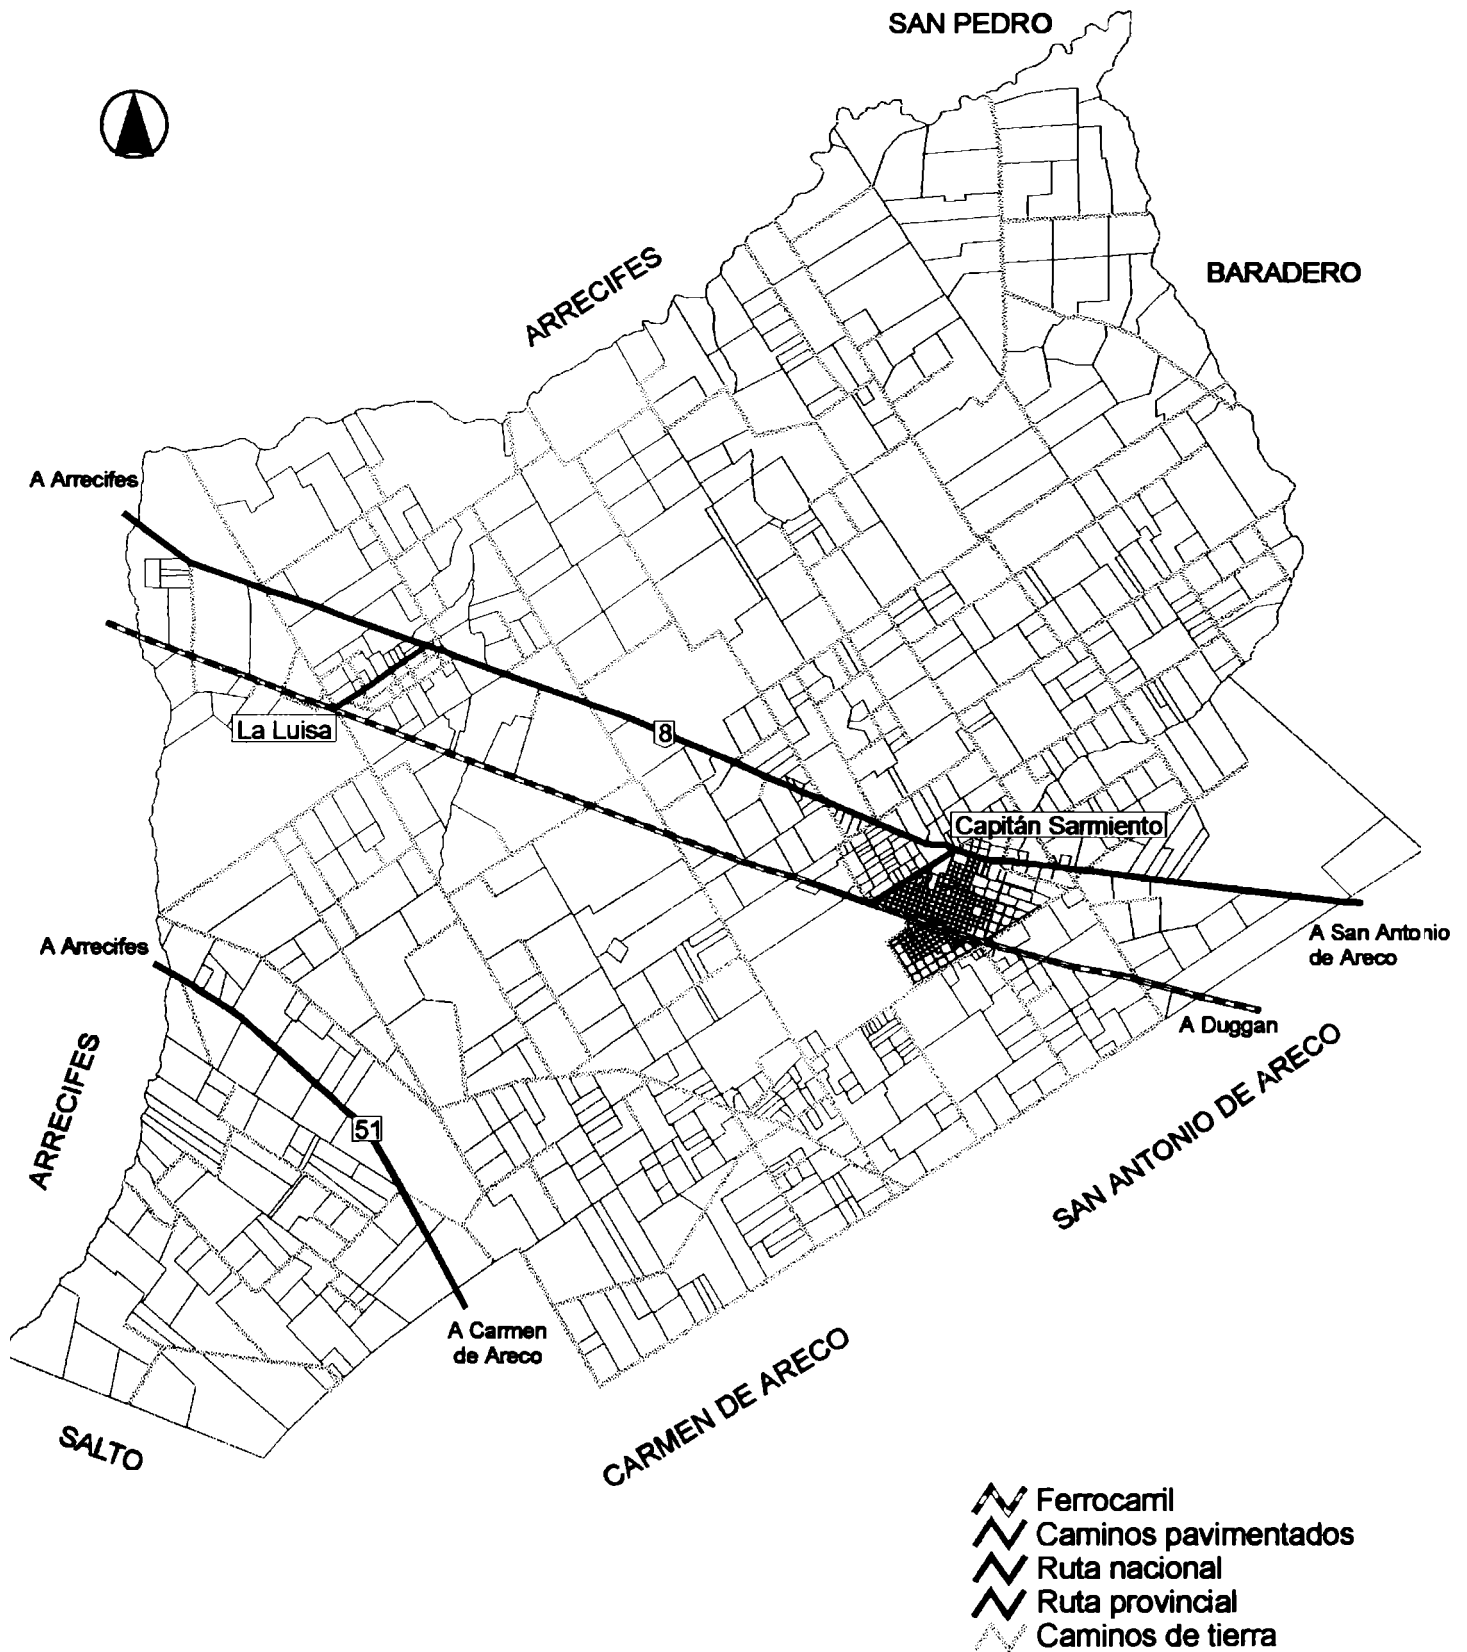 SAN PEDRO
BARADERO
ARRECIFES
A Arrecifes
La Luisa
8
Capitán Sarmiento
A San Antonio
de Areco
A Arrecifes
A Duggan
ARRECIFES
51
SAN ANTONIO DE ARECO
A Carmen
de Areco
CARMEN DE ARECO
SALTO
Ferrocarril
Caminos pavimentados
Ruta nacional
Ruta provincial
Caminos de tierra